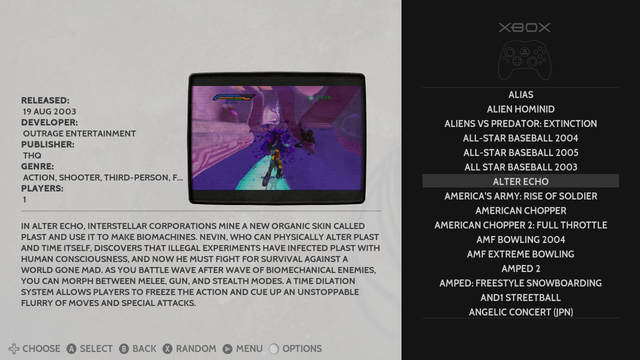 RELEASED:
19 AUG 2003
DEVELOPER:
OUTRAGE ENTERTAINMENT
PUBLISHER:
THQ
GENRE:
ACTION, SHOOTER, THIRD-PERSON, F...
PLAYERS:
1
IN ALTER ECHO, INTERSTELLAR CORPORATIONS MINE A NEW ORGANIC SKIN CALLED
PLAST AND USE IT TO MAKE BIOMACHINES. NEVIN, WHO CAN PHYSICALLY ALTER PLAST
AND TIME ITSELF, DISCOVERS THAT ILLEGAL EXPERIMENTS HAVE INFECTED PLAST WITH
HUMAN CONSCIOUSNESS, AND NOW HE MUST FIGHT FOR SURVIVAL AGAINST A
WORLD GONE MAD. AS YOU BATTLE WAVE AFTER WAVE OF BIOMECHANICAL ENEMIES,
YOU CAN MORPH BETWEEN MELEE, GUN, AND STEALTH MODES. A TIME DILATION
SYSTEM ALLOWS PLAYERS TO FREEZE THE ACTION AND CUE UP AN UNSTOPPABLE
FLURRY OF MOVES AND SPECIAL ATTACKS.
XBOX
ALIAS
ALIEN HOMINID
ALIENS VS PREDATOR: EXTINCTION
ALL-STAR BASEBALL 2004
ALL-STAR BASEBALL 2005
ALL STAR BASEBALL 2003
ALTER ECHO
AMERICA'S ARMY: RISE OF SOLDIER
AMERICAN CHOPPER
AMERICAN CHOPPER 2: FULL THROTTLE
AMF BOWLING 2004
AMF EXTREME BOWLING
AMPED 2
AMPED: FREESTYLE SNOWBOARDING
AND1 STREETBALL
ANGELIC CONCERT (JPN)
CHOOSE A SELECT B BACK X RANDOM MENU OPTIONS